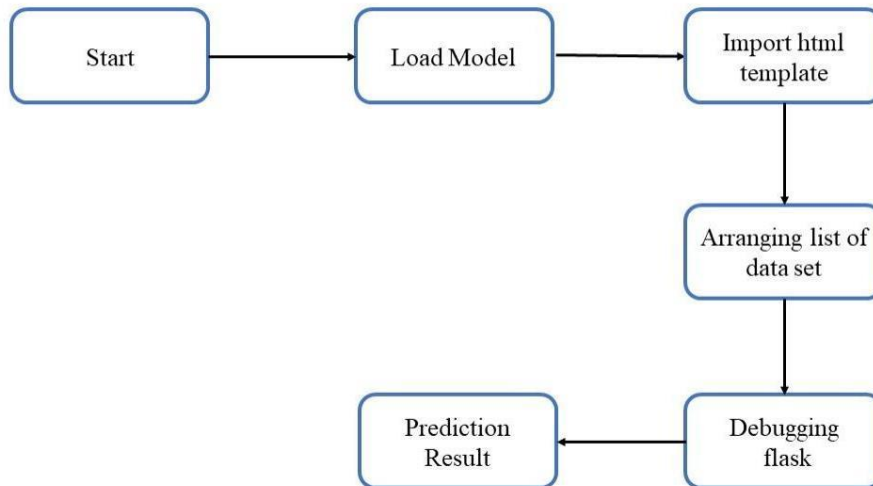 Start
Load Model
Import html
template
Arranging list of
data set
Debugging
flask
Prediction
Result